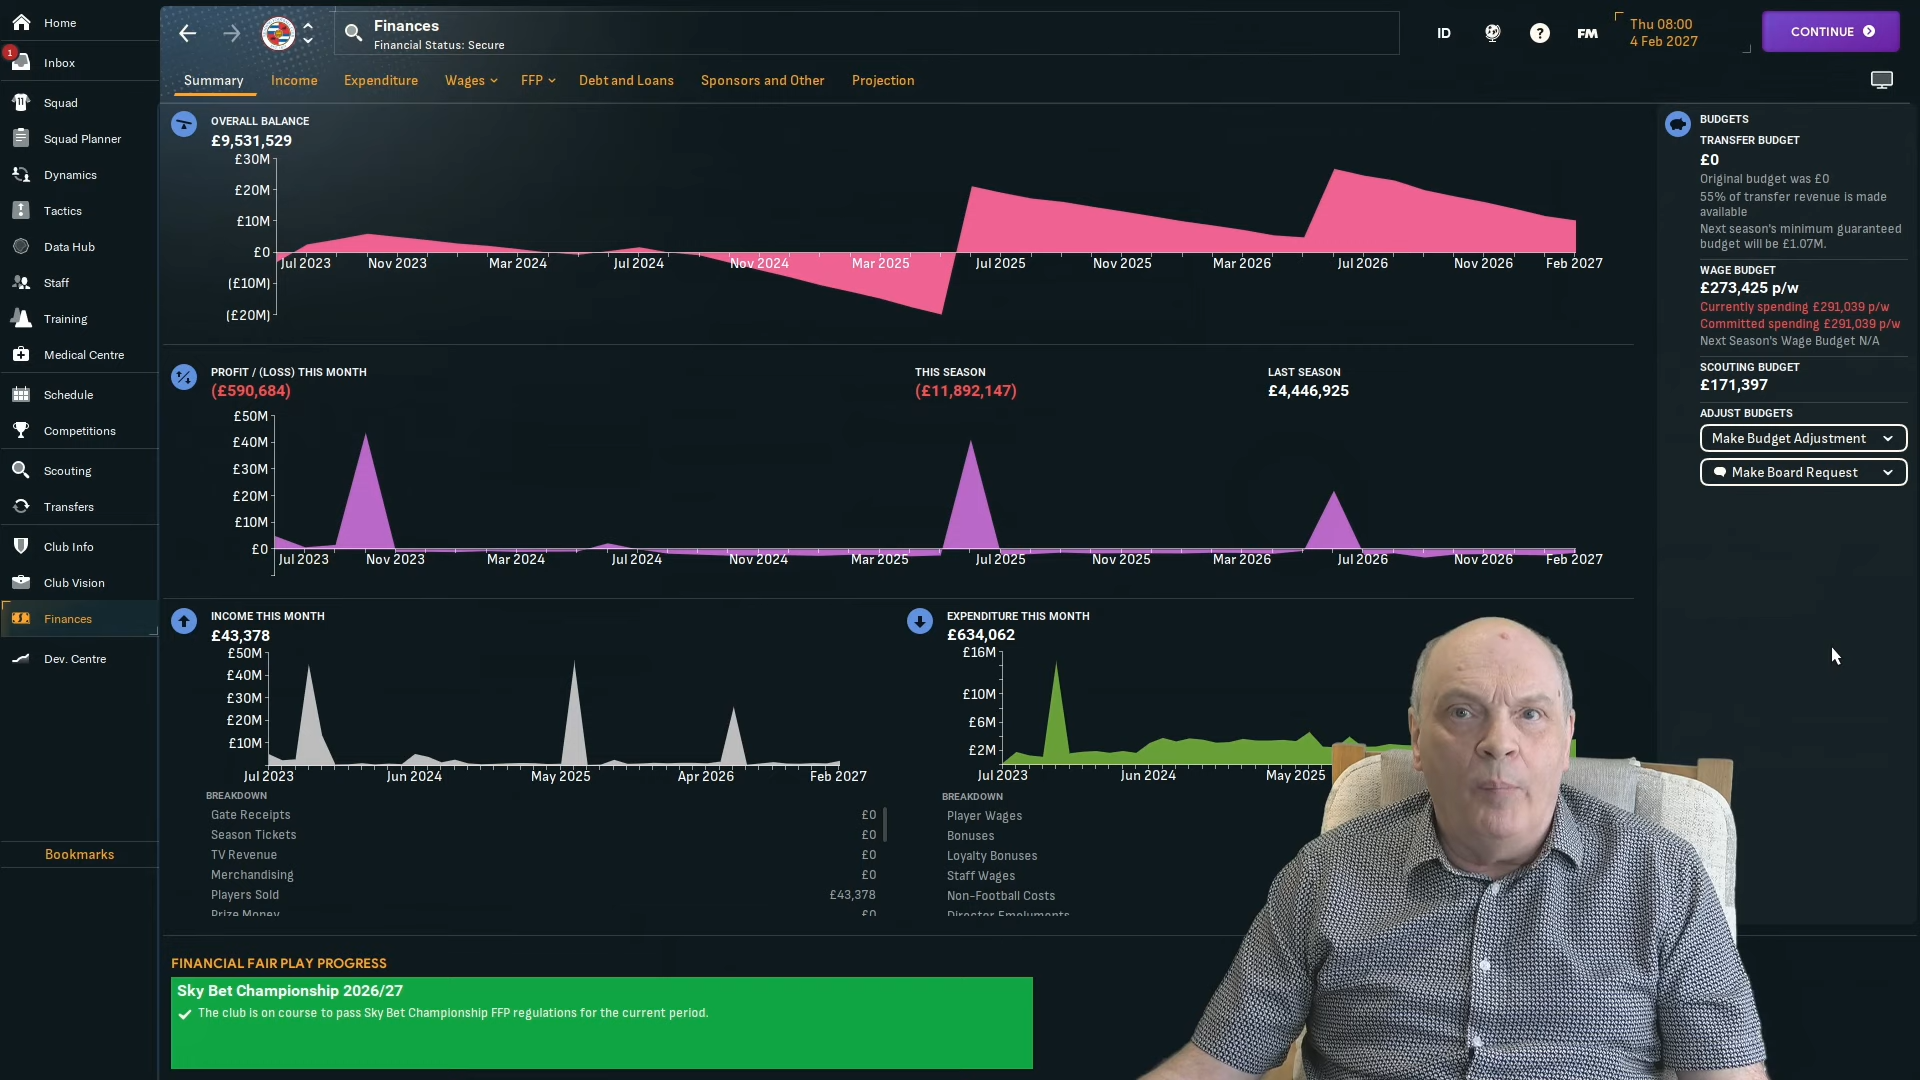 Home
1
Inbox
Squad
Squad Planner
Dynamics
Tactics
Data Hub
Staff
Training
Medical Centre
Schedule
Competitions
Scouting
Transfers
Club Info
Club Vision
Finances
Dev. Centre
Bookmarks
Finances
Financial Status: Secure
ID
?
FM
Thu 08:00
4 Feb 2027
CONTINUE
Summary
Income
Expenditure
Wages
FFP
Debt and Loans
Sponsors and Other
Projection
OVERALL BALANCE
£9,531,529
£30M
£20M
£10M
£0
(£10M)
(£20M)
Jul 2023
Nov 2023
Mar 2024
Jul 2024
Nov 2024
Mar 2025
Jul 2025
Nov 2025
Mar 2026
Jul 2026
Nov 2026
Feb 2027
PROFIT / (LOSS) THIS MONTH
(£590,684)
THIS SEASON
(£11,892,147)
LAST SEASON
£4,446,925
£50M
£40M
£30M
£20M
£10M
£0
Jul 2023
Nov 2023
Mar 2024
Jul 2024
Nov 2024
Mar 2025
Jul 2025
Nov 2025
Mar 2026
Jul 2026
Nov 2026
Feb 2027
INCOME THIS MONTH
£43,378
£50M
£40M
£30M
£20M
£10M
Jul 2023
Jun 2024
May 2025
Apr 2026
Feb 2027
BREAKDOWN
Gate Receipts £0
Season Tickets £0
TV Revenue £0
Merchandising £0
Players Sold £43,378
Prize Money £0
EXPENDITURE THIS MONTH
£634,062
£16M
£10M
£6M
£2M
Jul 2023
Jun 2024
May 2025
BREAKDOWN
Player Wages
Bonuses
Loyalty Bonuses
Staff Wages
Non-Football Costs
Director Emoluments
FINANCIAL FAIR PLAY PROGRESS
Sky Bet Championship 2026/27
The club is on course to pass Sky Bet Championship FFP regulations for the current period.
BUDGETS
TRANSFER BUDGET
£0
Original budget was £0
55% of transfer revenue is made
available
Next season's minimum guaranteed
budget will be £1.07M.
WAGE BUDGET
£273,425 p/w
Currently spending £291,039 p/w
Committed spending £291,039 p/w
Next Season's Wage Budget N/A
SCOUTING BUDGET
£171,397
ADJUST BUDGETS
Make Budget Adjustment
Make Board Request